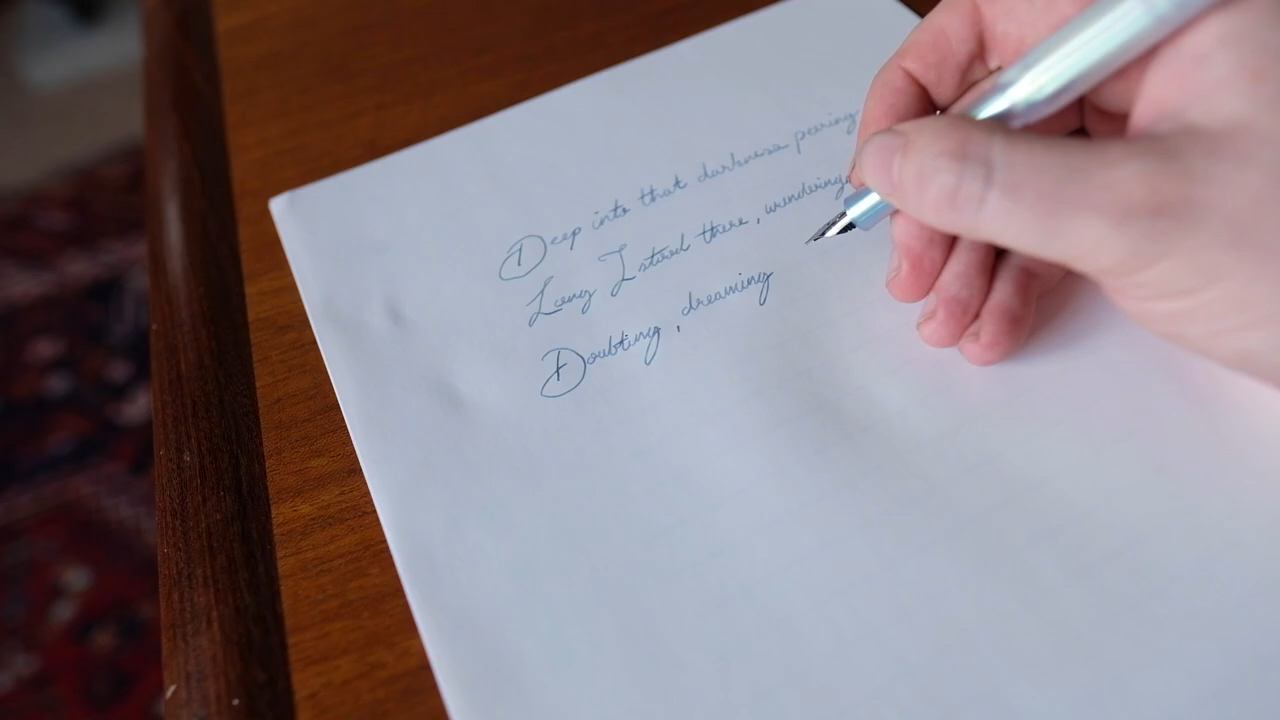 Deep into that darkness peering
Long I stood there, wondering
Doubting, dreaming